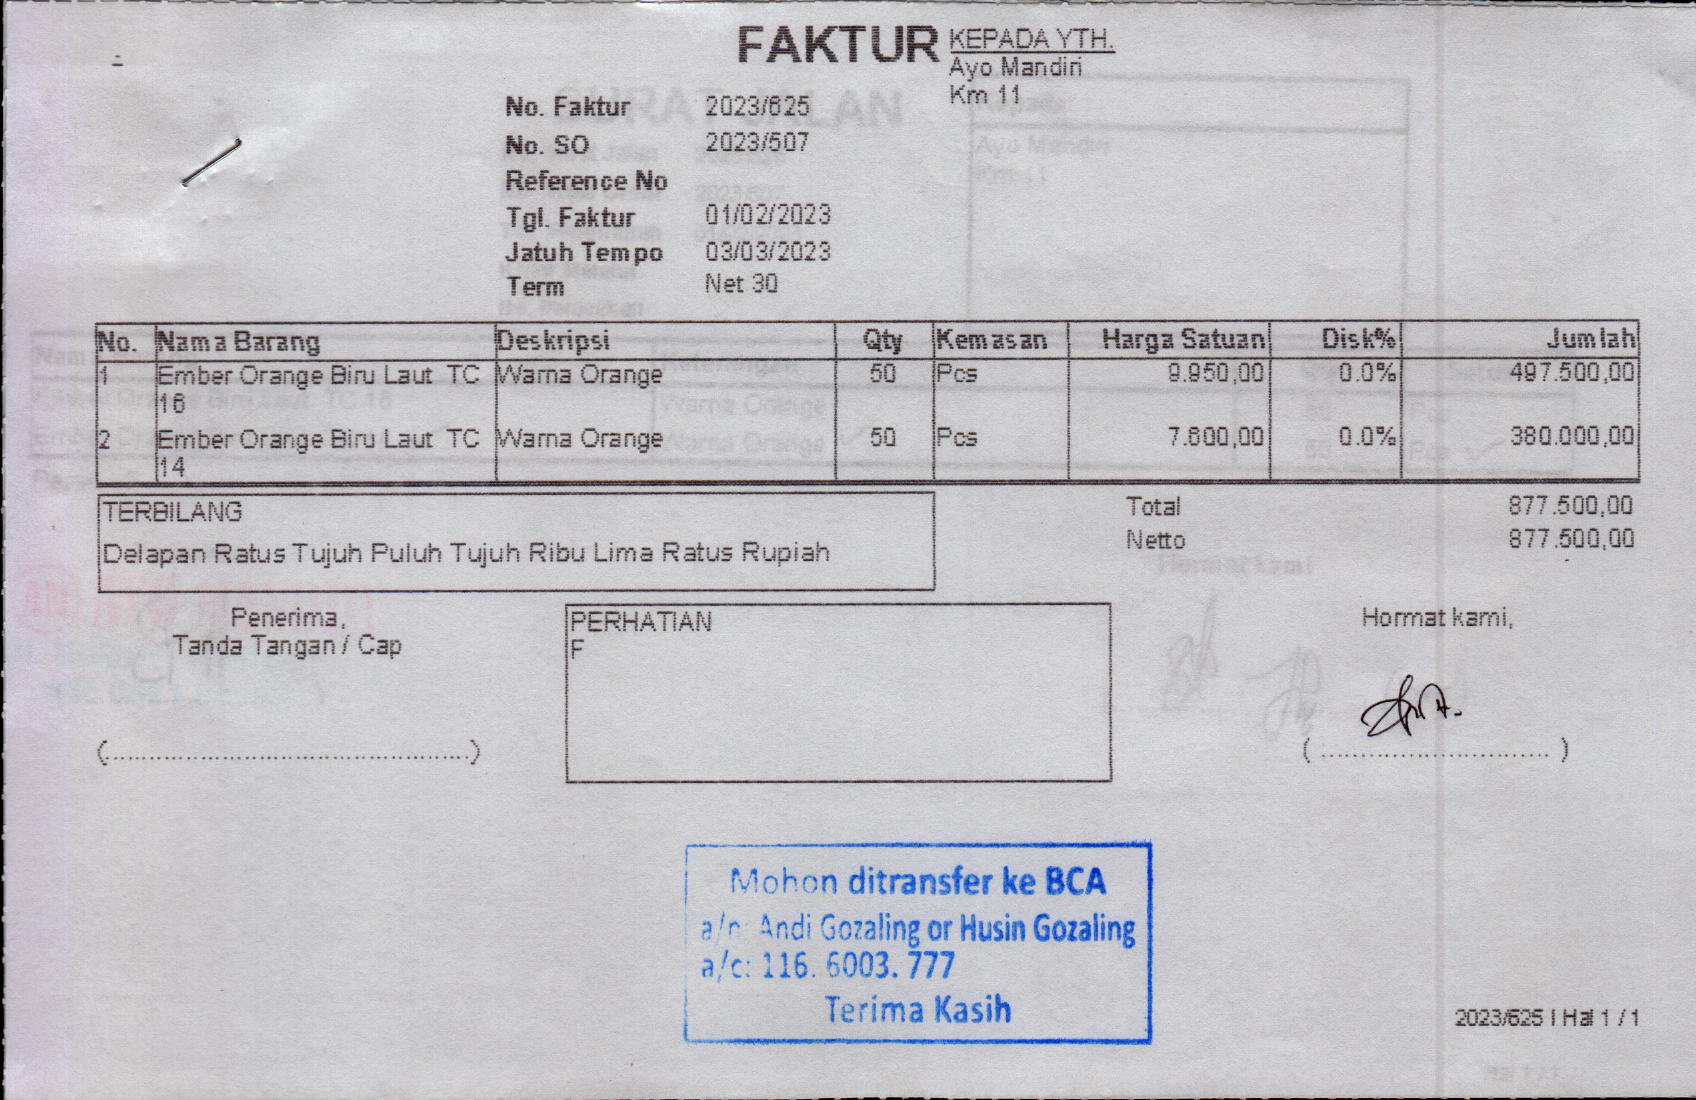 FAKTUR
KEPADA YTH.
Ayo Mandiri
Km 11
No. Faktur 2023/625
No. SO 2023/507
Reference No
Tgl. Faktur 01/02/2023
Jatuh Tempo 03/03/2023
Term Net 30
No. Nama Barang Deskripsi Qty Kemasan Harga Satuan Disk% Jumlah
1 Ember Orange Biru Laut TC Warna Orange 50 Pcs 9.950,00 0.0% 497.500,00
16
2 Ember Orange Biru Laut TC Warna Orange 50 Pcs 7.600,00 0.0% 380.000,00
14
TERBILANG
Delapan Ratus Tujuh Puluh Tujuh Ribu Lima Ratus Rupiah
Total 877.500,00
Netto 877.500,00
Penerima,
Tanda Tangan / Cap
(............................................)
PERHATIAN
F
Hormat kami,
( ............................ )
Mohon ditransfer ke BCA
a/n: Andi Gozaling or Husin Gozaling
a/c: 116. 6003. 777
Terima Kasih
2023/625 | Hal 1 / 1